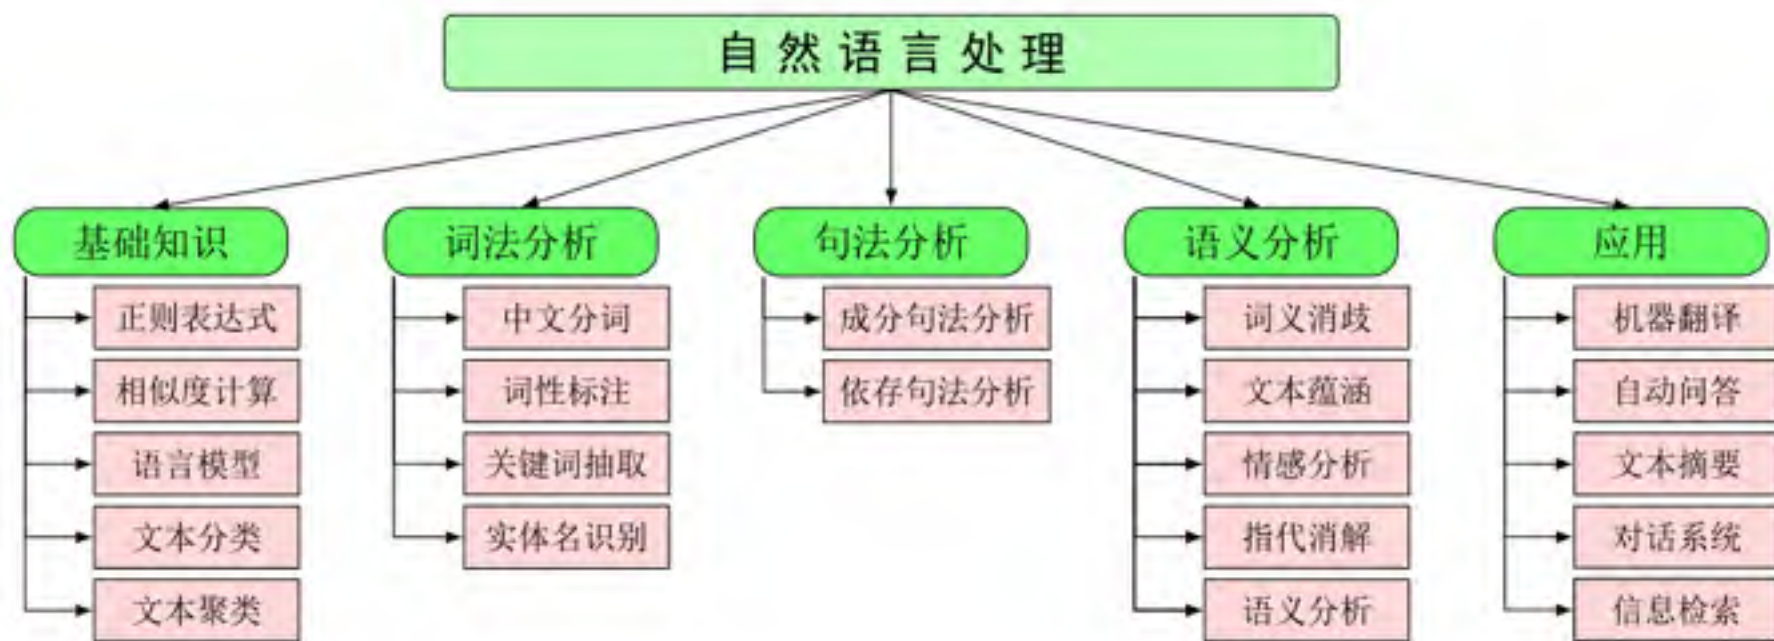 自然语言处理
基础知识
正则表达式
相似度计算
语言模型
文本分类
文本聚类
词法分析
中文分词
词性标注
关键词抽取
实体名识别
句法分析
成分句法分析
依存句法分析
语义分析
词义消歧
文本蕴涵
情感分析
指代消解
语义分析
应用
机器翻译
自动问答
文本摘要
对话系统
信息检索